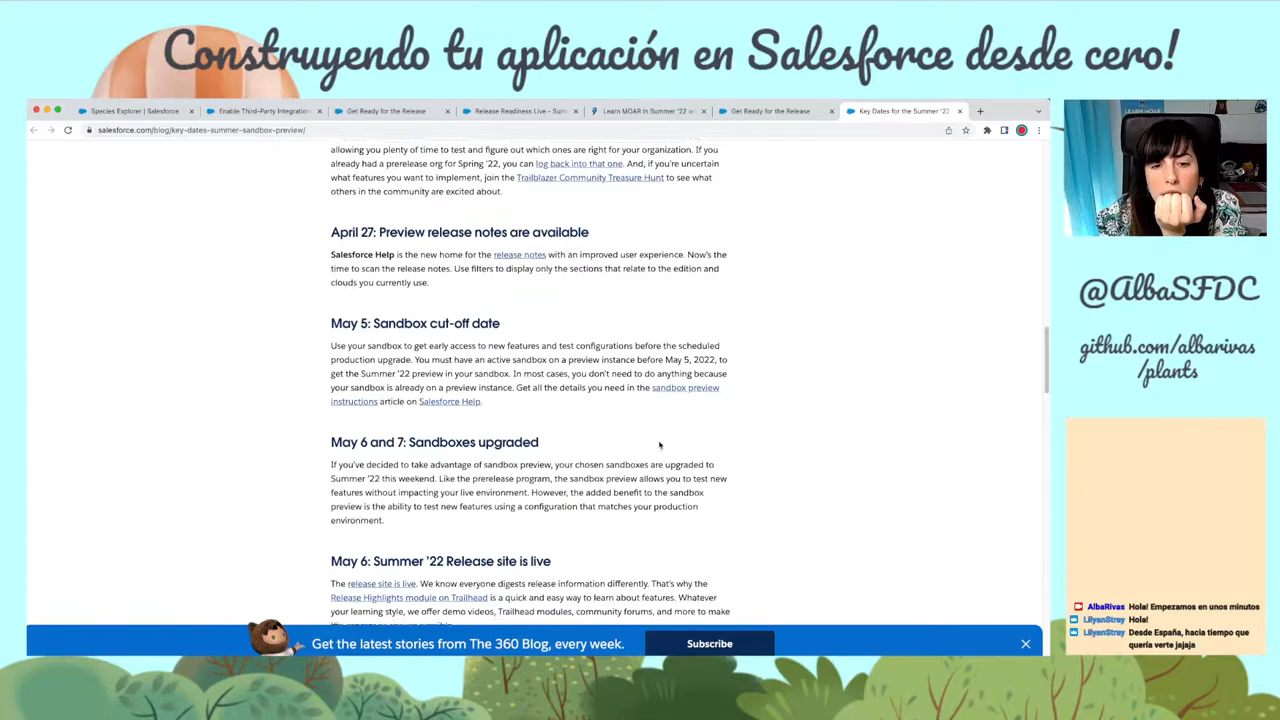 Construyendo tu aplicación en Salesforce desde cero!
Species Explorer | Salesforce
Enable Third-Party Integration
Get Ready for the Release
Release Readiness Live - Sum
Learn MOAR in Summer '22 w
Get Ready for the Release
Key Dates for the Summer '22
salesforce.com/blog/key-dates-summer-sandbox-preview/
allowing you plenty of time to test and figure out which ones are right for your organization. If you
already had a prerelease org for Spring '22, you can log back into that one. And, if you're uncertain
what features you want to implement, join the Trailblazer Community Treasure Hunt to see what
others in the community are excited about.
April 27: Preview release notes are available
Salesforce Help is the new home for the release notes with an improved user experience. Now's the
time to scan the release notes. Use filters to display only the sections that relate to the edition and
clouds you currently use.
May 5: Sandbox cut-off date
Use your sandbox to get early access to new features and test configurations before the scheduled
production upgrade. You must have an active sandbox on a preview instance before May 5, 2022, to
get the Summer '22 preview in your sandbox. In most cases, you don't need to do anything because
your sandbox is already on a preview instance. Get all the details you need in the sandbox preview
instructions article on Salesforce Help.
May 6 and 7: Sandboxes upgraded
If you've decided to take advantage of sandbox preview, your chosen sandboxes are upgraded to
Summer '22 this weekend. Like the prerelease program, the sandbox preview allows you to test new
features without impacting your live environment. However, the added benefit to the sandbox
preview is the ability to test new features using a configuration that matches your production
environment.
May 6: Summer '22 Release site is live
The release site is live. We know everyone digests release information differently. That's why the
Release Highlights module on Trailhead is a quick and easy way to learn about features. Whatever
your learning style, we offer demo videos, Trailhead modules, community forums, and more to make
Get the latest stories from The 360 Blog, every week.
Subscribe
LEARN MOAR
@AlbaSFDC
github.com/albarivas
/plants
AlbaRivas Hola! Empezamos en unos minutos
LilyanStray Hola!
LilyanStray Desde España, hacia tiempo que
quería verte jajaja